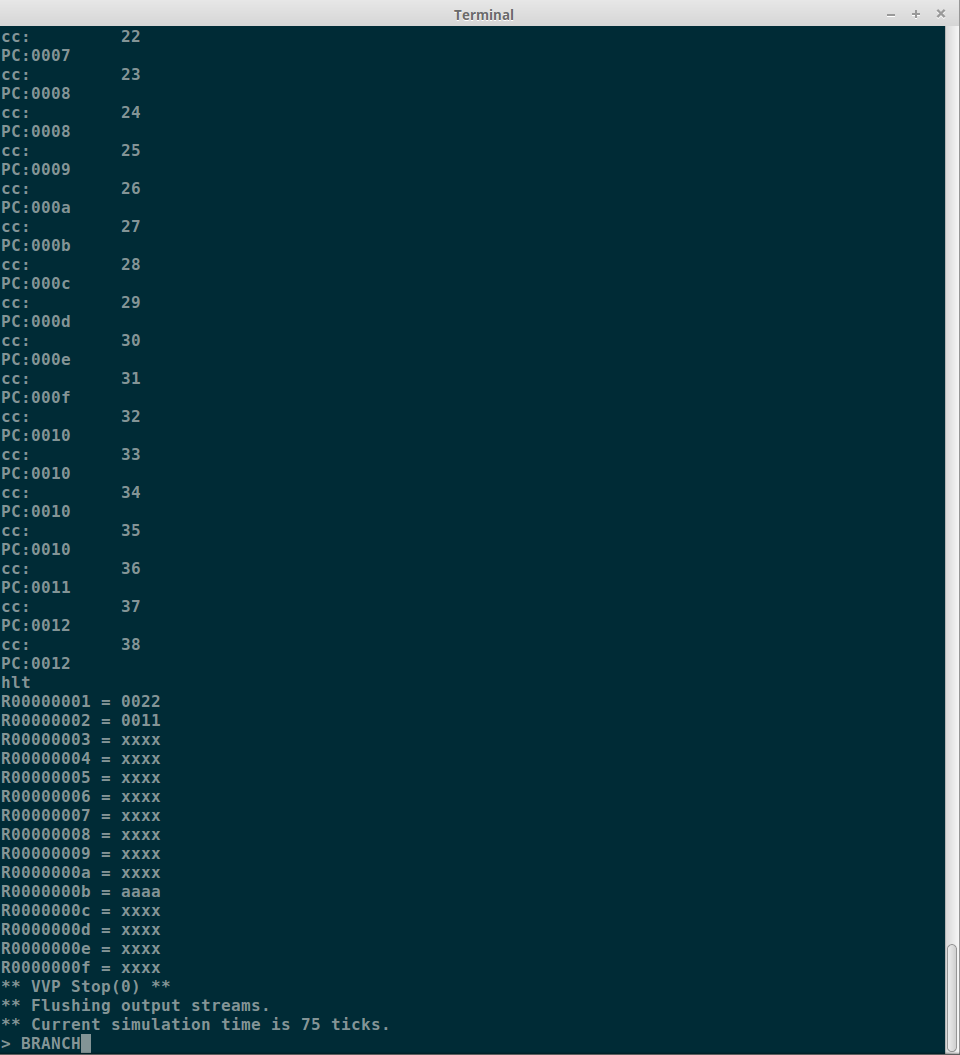 Terminal
cc:         22
PC:0007
cc:         23
PC:0008
cc:         24
PC:0008
cc:         25
PC:0009
cc:         26
PC:000a
cc:         27
PC:000b
cc:         28
PC:000c
cc:         29
PC:000d
cc:         30
PC:000e
cc:         31
PC:000f
cc:         32
PC:0010
cc:         33
PC:0010
cc:         34
PC:0010
cc:         35
PC:0010
cc:         36
PC:0011
cc:         37
PC:0012
cc:         38
PC:0012
hlt
R00000001 = 0022
R00000002 = 0011
R00000003 = xxxx
R00000004 = xxxx
R00000005 = xxxx
R00000006 = xxxx
R00000007 = xxxx
R00000008 = xxxx
R00000009 = xxxx
R0000000a = xxxx
R0000000b = aaaa
R0000000c = xxxx
R0000000d = xxxx
R0000000e = xxxx
R0000000f = xxxx
** VVP Stop(0) **
** Flushing output streams.
** Current simulation time is 75 ticks.
> BRANCH